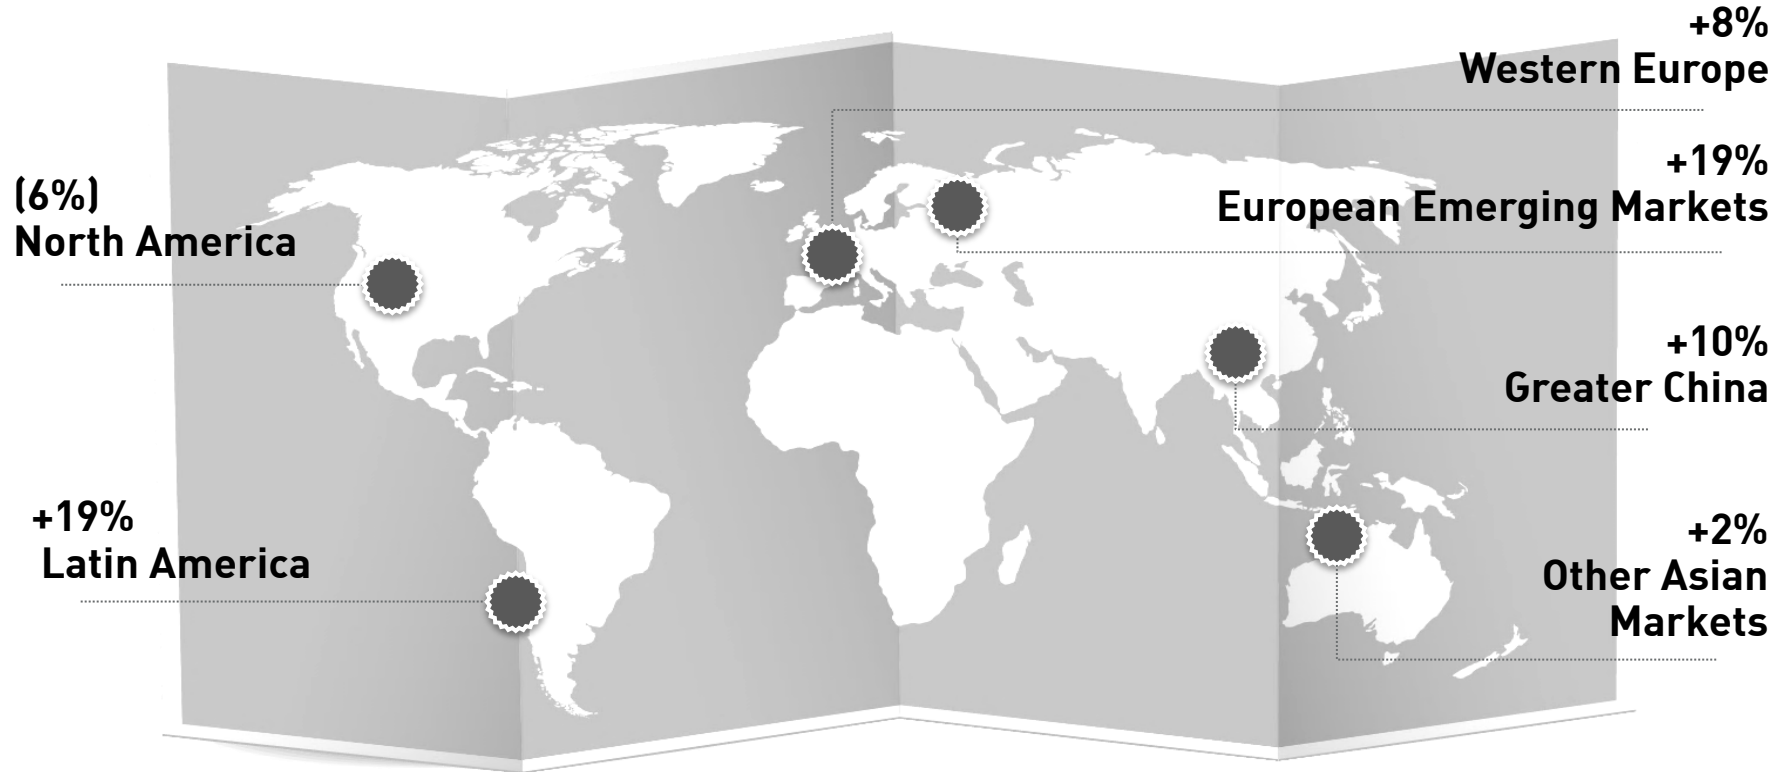 (6%)
North America
+19%
Latin America
+8%
Western Europe
+19%
European Emerging Markets
+10%
Greater China
+2%
Other Asian
Markets